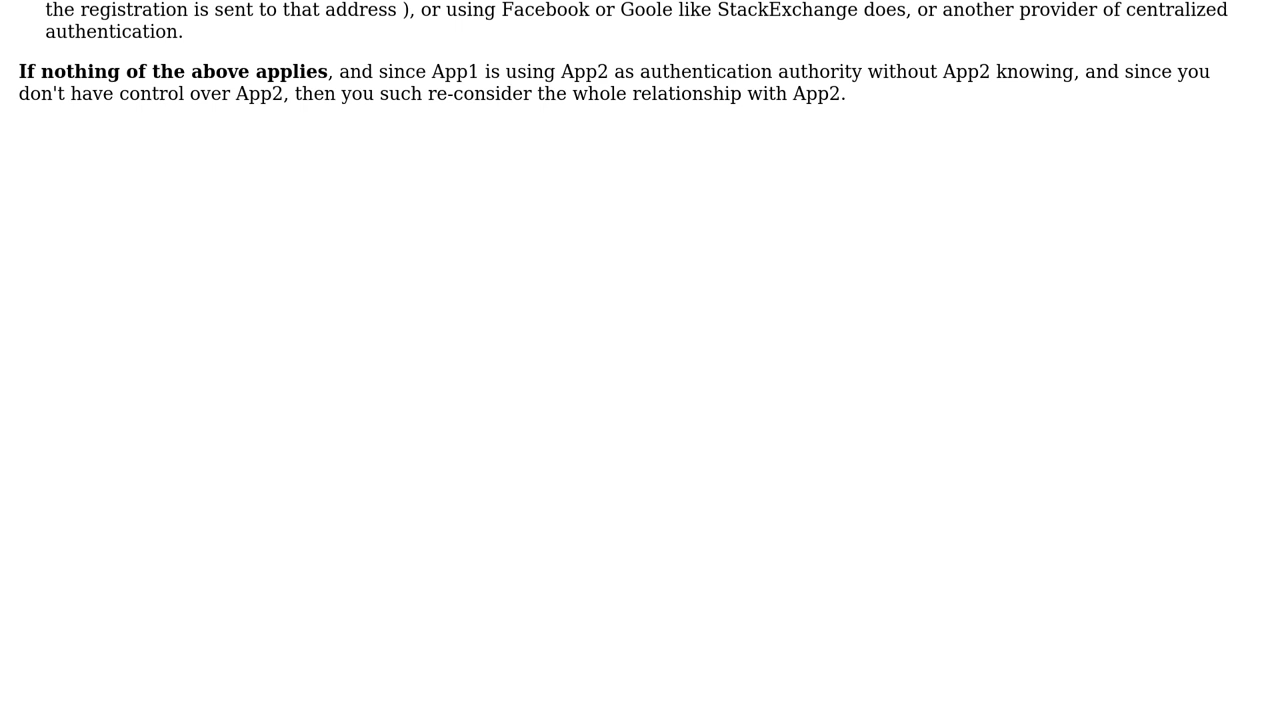 the registration is sent to that address ), or using Facebook or Goole like StackExchange does, or another provider of centralized
authentication.
If nothing of the above applies, and since App1 is using App2 as authentication authority without App2 knowing, and since you
don't have control over App2, then you such re-consider the whole relationship with App2.